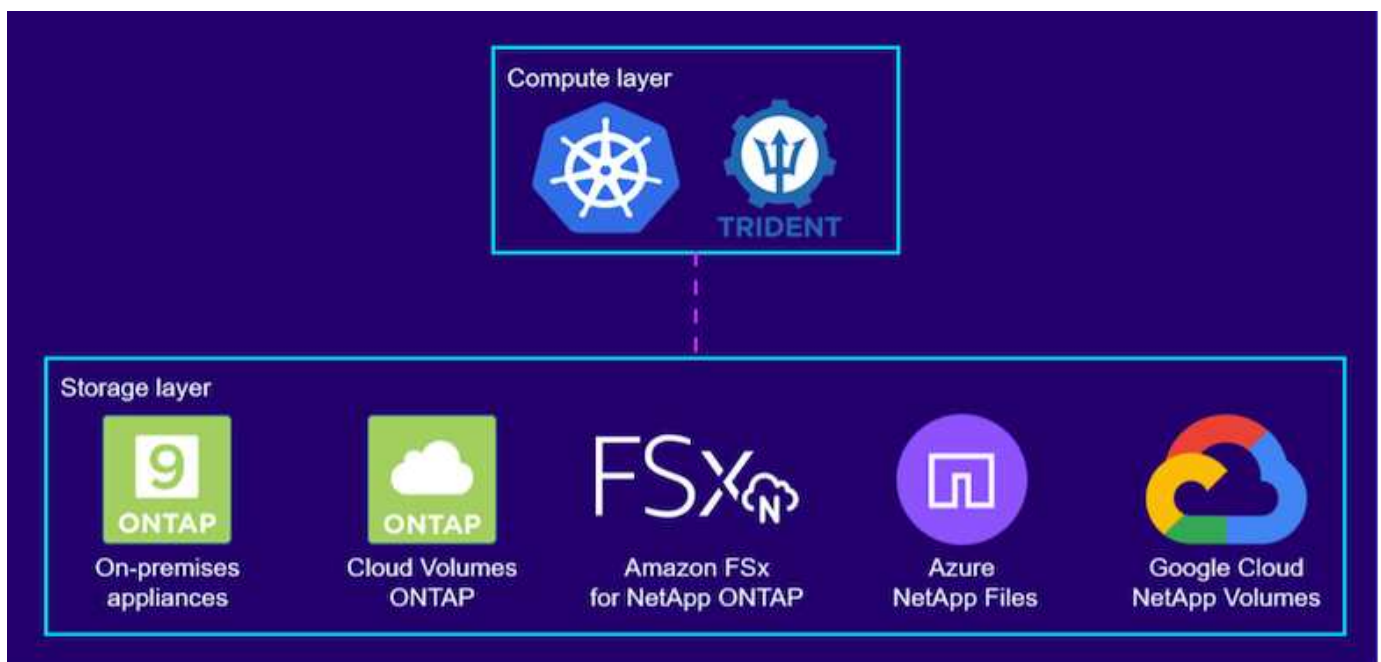 Compute layer
TRIDENT
Storage layer
9
ONTAP
On-premises
appliances
ONTAP
Cloud Volumes
ONTAP
FSx
N
Amazon FSx
for NetApp ONTAP
Azure
NetApp Files
Google Cloud
NetApp Volumes